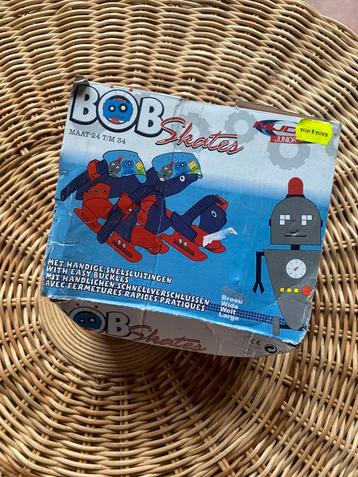 BOB
Skates
MAAT 24 T/M 34
JUNIOR
TOP 1 TOYS
MET HANDIGE SNELSLUITINGEN
WITH EASY BUCKLES
MIT HANDLICHEN SCHNELLVERSCHLUSSEN
AVEC FERMETURES RAPIDES PRATIQUES
Breed
Wide
Weit
Large
BOB
Skates